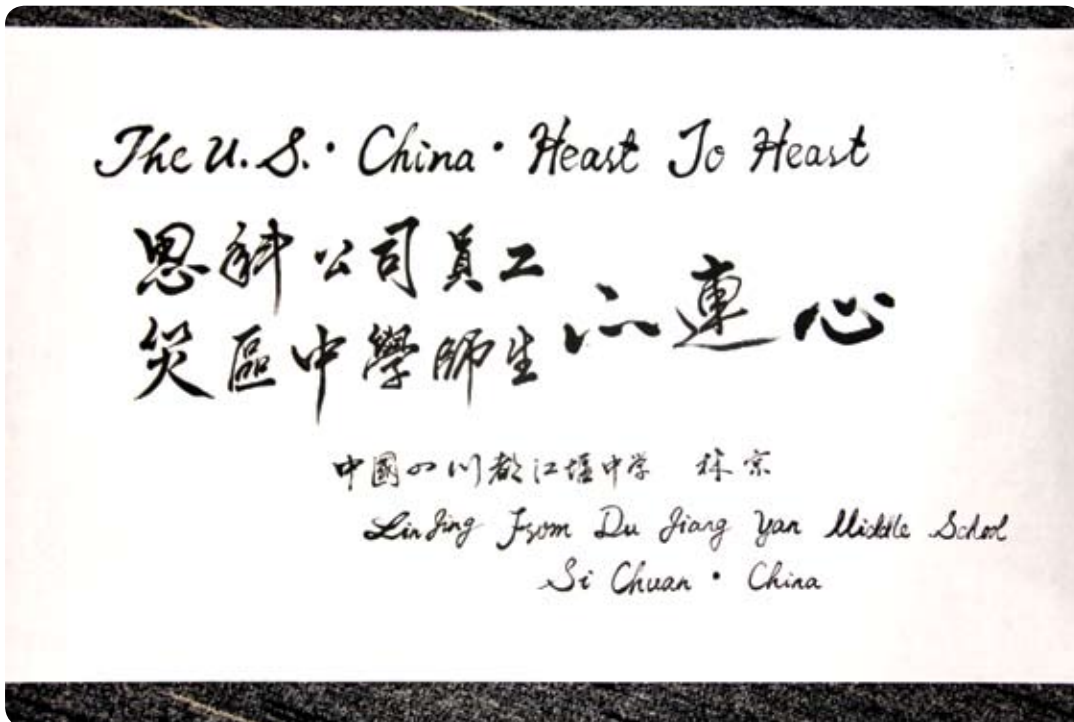 The U.S. · China · Heart To Heart
思科公司員工
災區中學師生
心連心
中國四川都江堰中学 林京
Lin Jing From Du Jiang Yan Middle School
Si Chuan · China